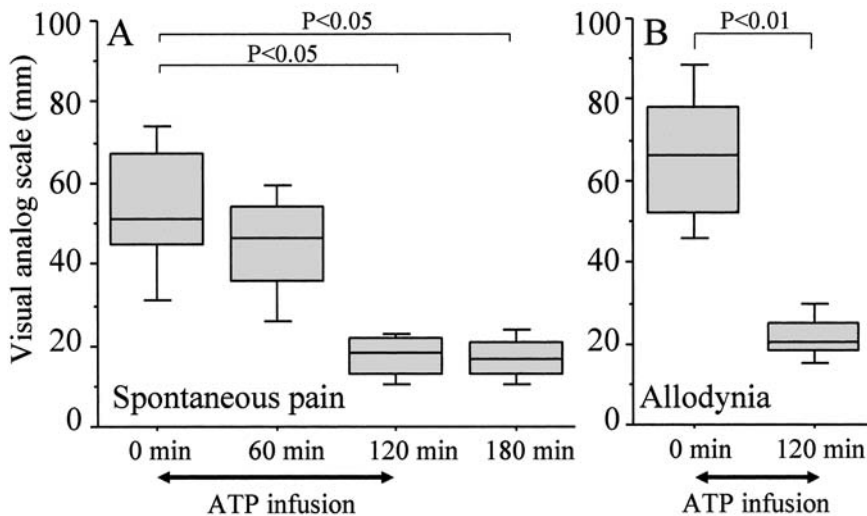 A
P<0.05
P<0.05
Visual analog scale (mm)
100
80
60
40
20
0
Spontaneous pain
0 min 60 min 120 min 180 min
ATP infusion
B
P<0.01
100
80
60
40
20
0
Allodynia
0 min 120 min
ATP infusion